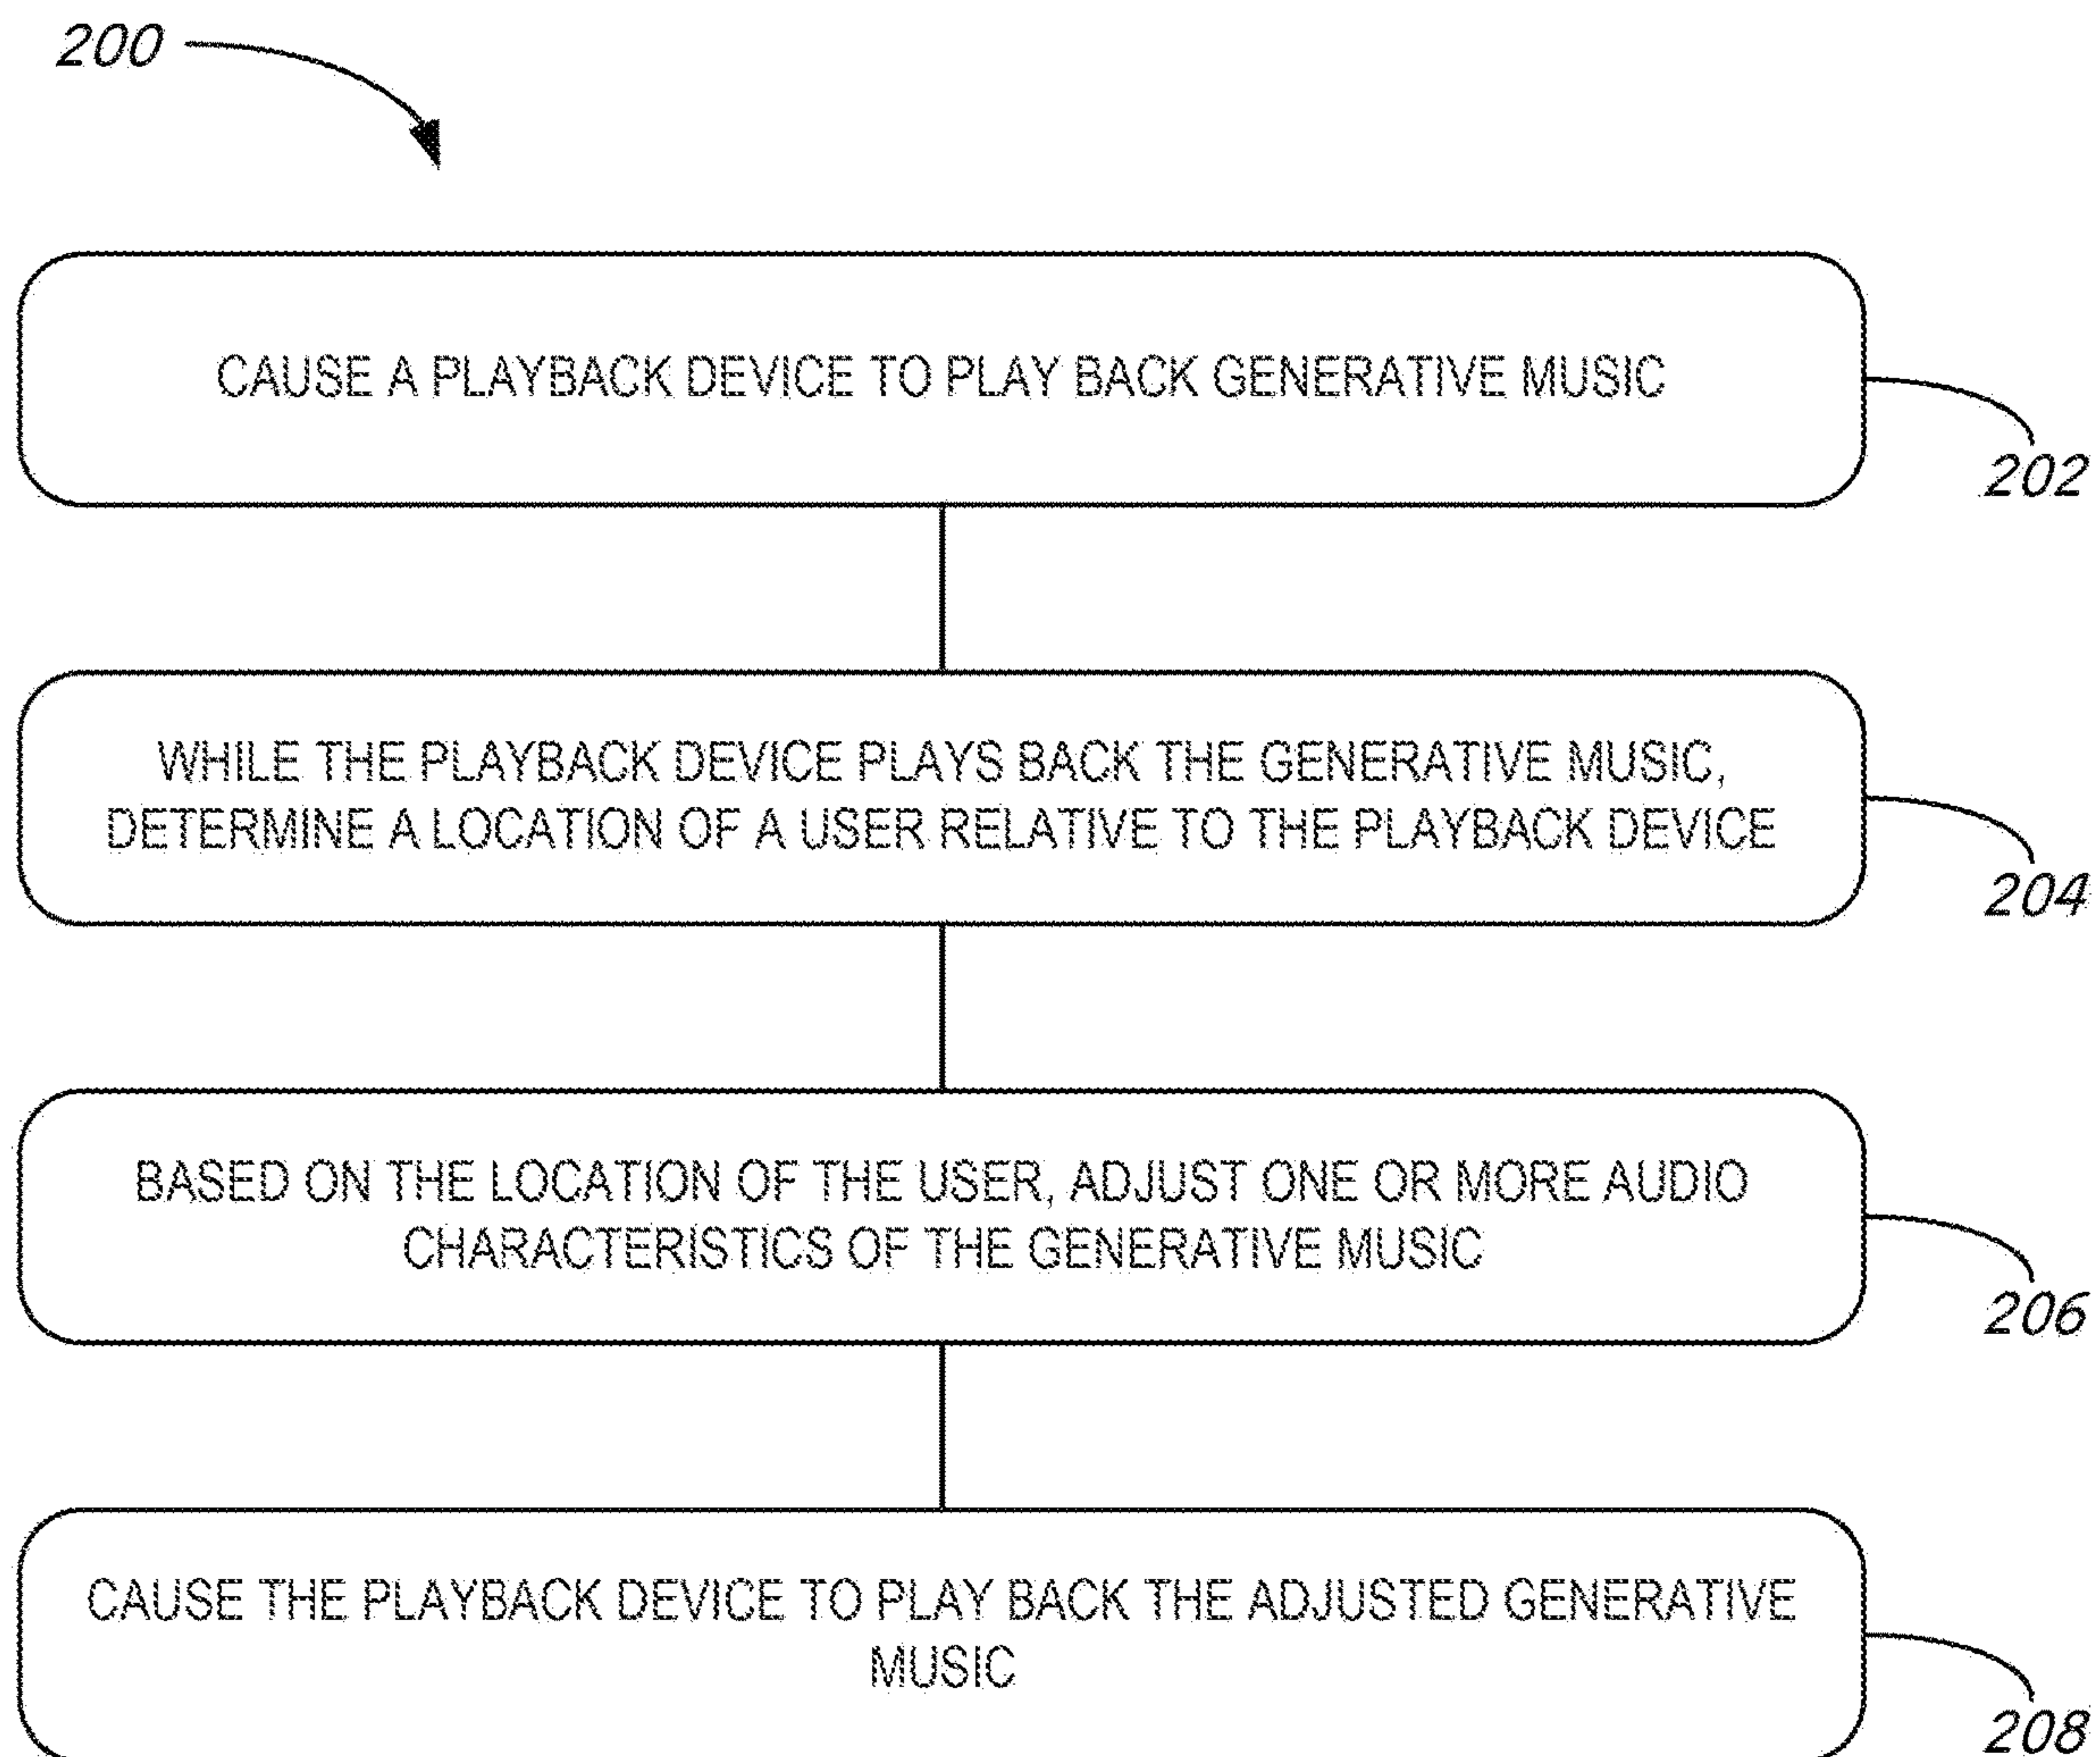 200
CAUSE A PLAYBACK DEVICE TO PLAY BACK GENERATIVE MUSIC
202
WHILE THE PLAYBACK DEVICE PLAYS BACK THE GENERATIVE MUSIC,
DETERMINE A LOCATION OF A USER RELATIVE TO THE PLAYBACK DEVICE
204
BASED ON THE LOCATION OF THE USER, ADJUST ONE OR MORE AUDIO
CHARACTERISTICS OF THE GENERATIVE MUSIC
206
CAUSE THE PLAYBACK DEVICE TO PLAY BACK THE ADJUSTED GENERATIVE
MUSIC
208